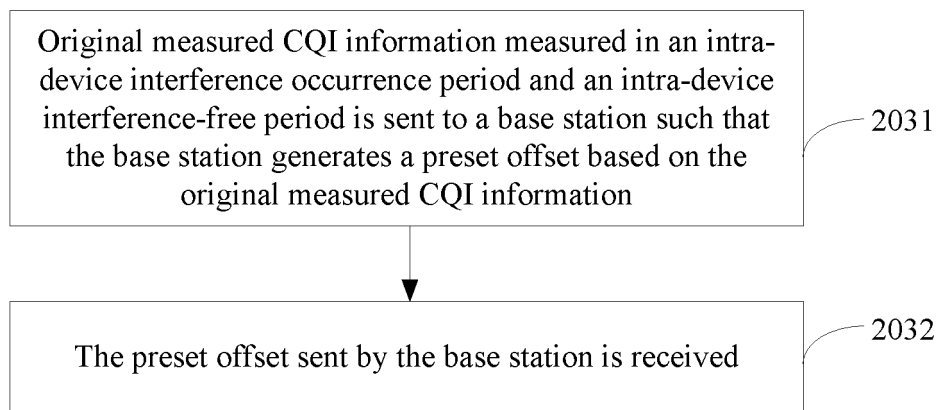 Original measured CQI information measured in an intra-
device interference occurrence period and an intra-device
interference-free period is sent to a base station such that
the base station generates a preset offset based on the
original measured CQI information
2031
The preset offset sent by the base station is received
2032